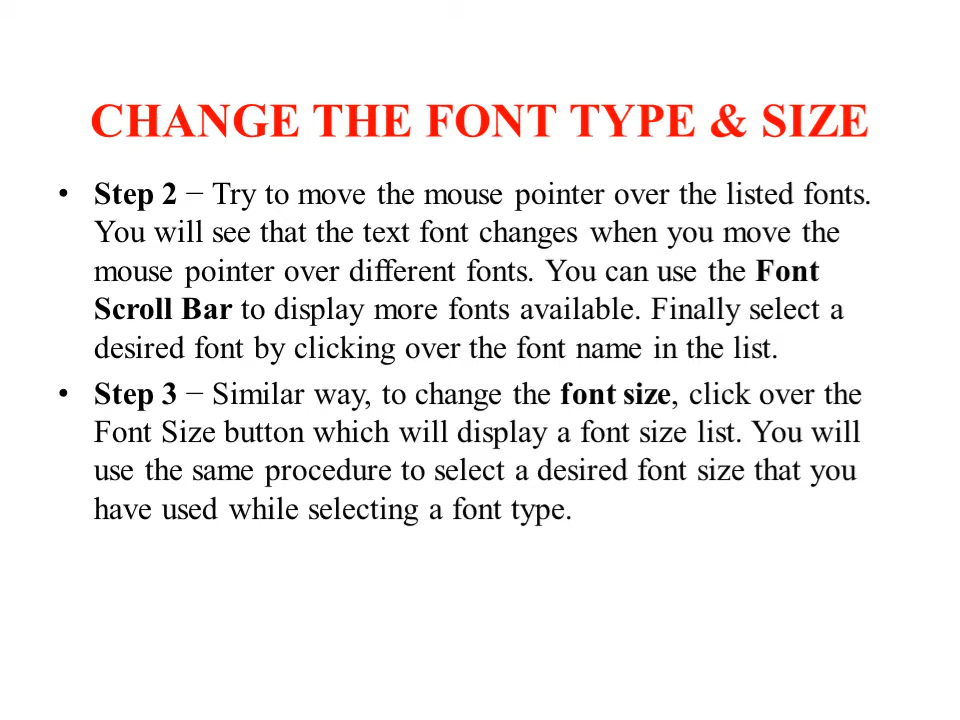 CHANGE THE FONT TYPE & SIZE
• Step 2 − Try to move the mouse pointer over the listed fonts.
You will see that the text font changes when you move the
mouse pointer over different fonts. You can use the Font
Scroll Bar to display more fonts available. Finally select a
desired font by clicking over the font name in the list.
• Step 3 − Similar way, to change the font size, click over the
Font Size button which will display a font size list. You will
use the same procedure to select a desired font size that you
have used while selecting a font type.